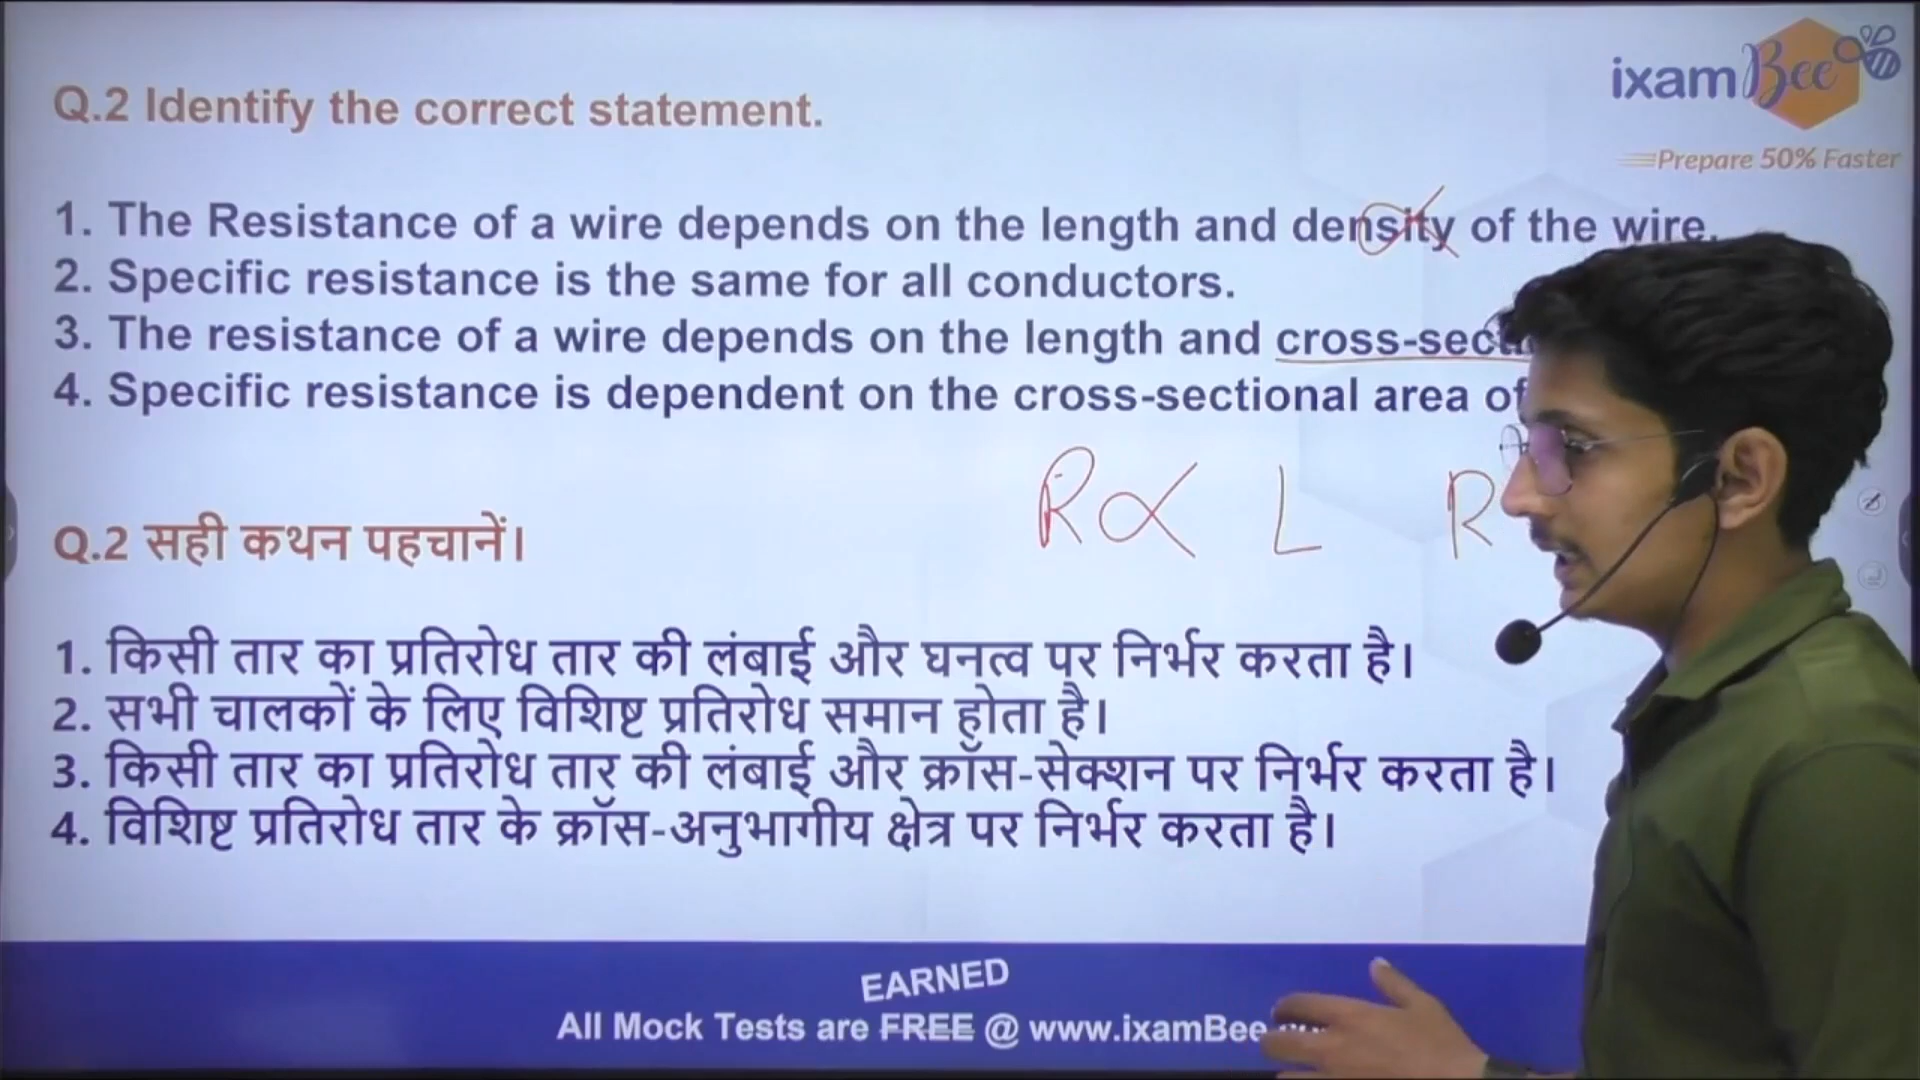 ixamBee
Prepare 50% Faster
Q.2 Identify the correct statement.
1. The Resistance of a wire depends on the length and density of the wire.
2. Specific resistance is the same for all conductors.
3. The resistance of a wire depends on the length and
4. Specific resistance is dependent on the cross-sectional area of
R ∝ L R
Q.2 सही कथन पहचानें।
1. किसी तार का प्रतिरोध तार की लंबाई और घनत्व पर निर्भर करता है।
2. सभी चालकों के लिए विशिष्ट प्रतिरोध समान होता है।
3. किसी तार का प्रतिरोध तार की लंबाई और क्रॉस-सेक्शन पर निर्भर करता है।
4. विशिष्ट प्रतिरोध तार के क्रॉस-अनुभागीय क्षेत्र पर निर्भर करता है।
EARNED
All Mock Tests are FREE @ www.ixamBee